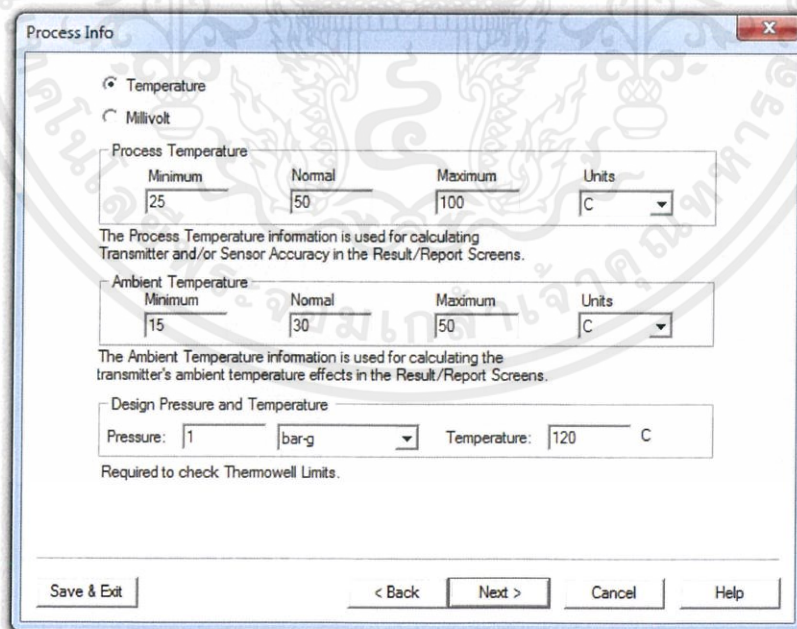 Process Info
Temperature
Millivolt
Process Temperature
Minimum Normal Maximum Units
25 50 100 C
The Process Temperature information is used for calculating
Transmitter and/or Sensor Accuracy in the Result/Report Screens.
Ambient Temperature
Minimum Normal Maximum Units
15 30 50 C
The Ambient Temperature information is used for calculating the
transmitter's ambient temperature effects in the Result/Report Screens.
Design Pressure and Temperature
Pressure: 1 bar-g Temperature: 120 C
Required to check Thermowell Limits.
Save & Exit < Back Next > Cancel Help